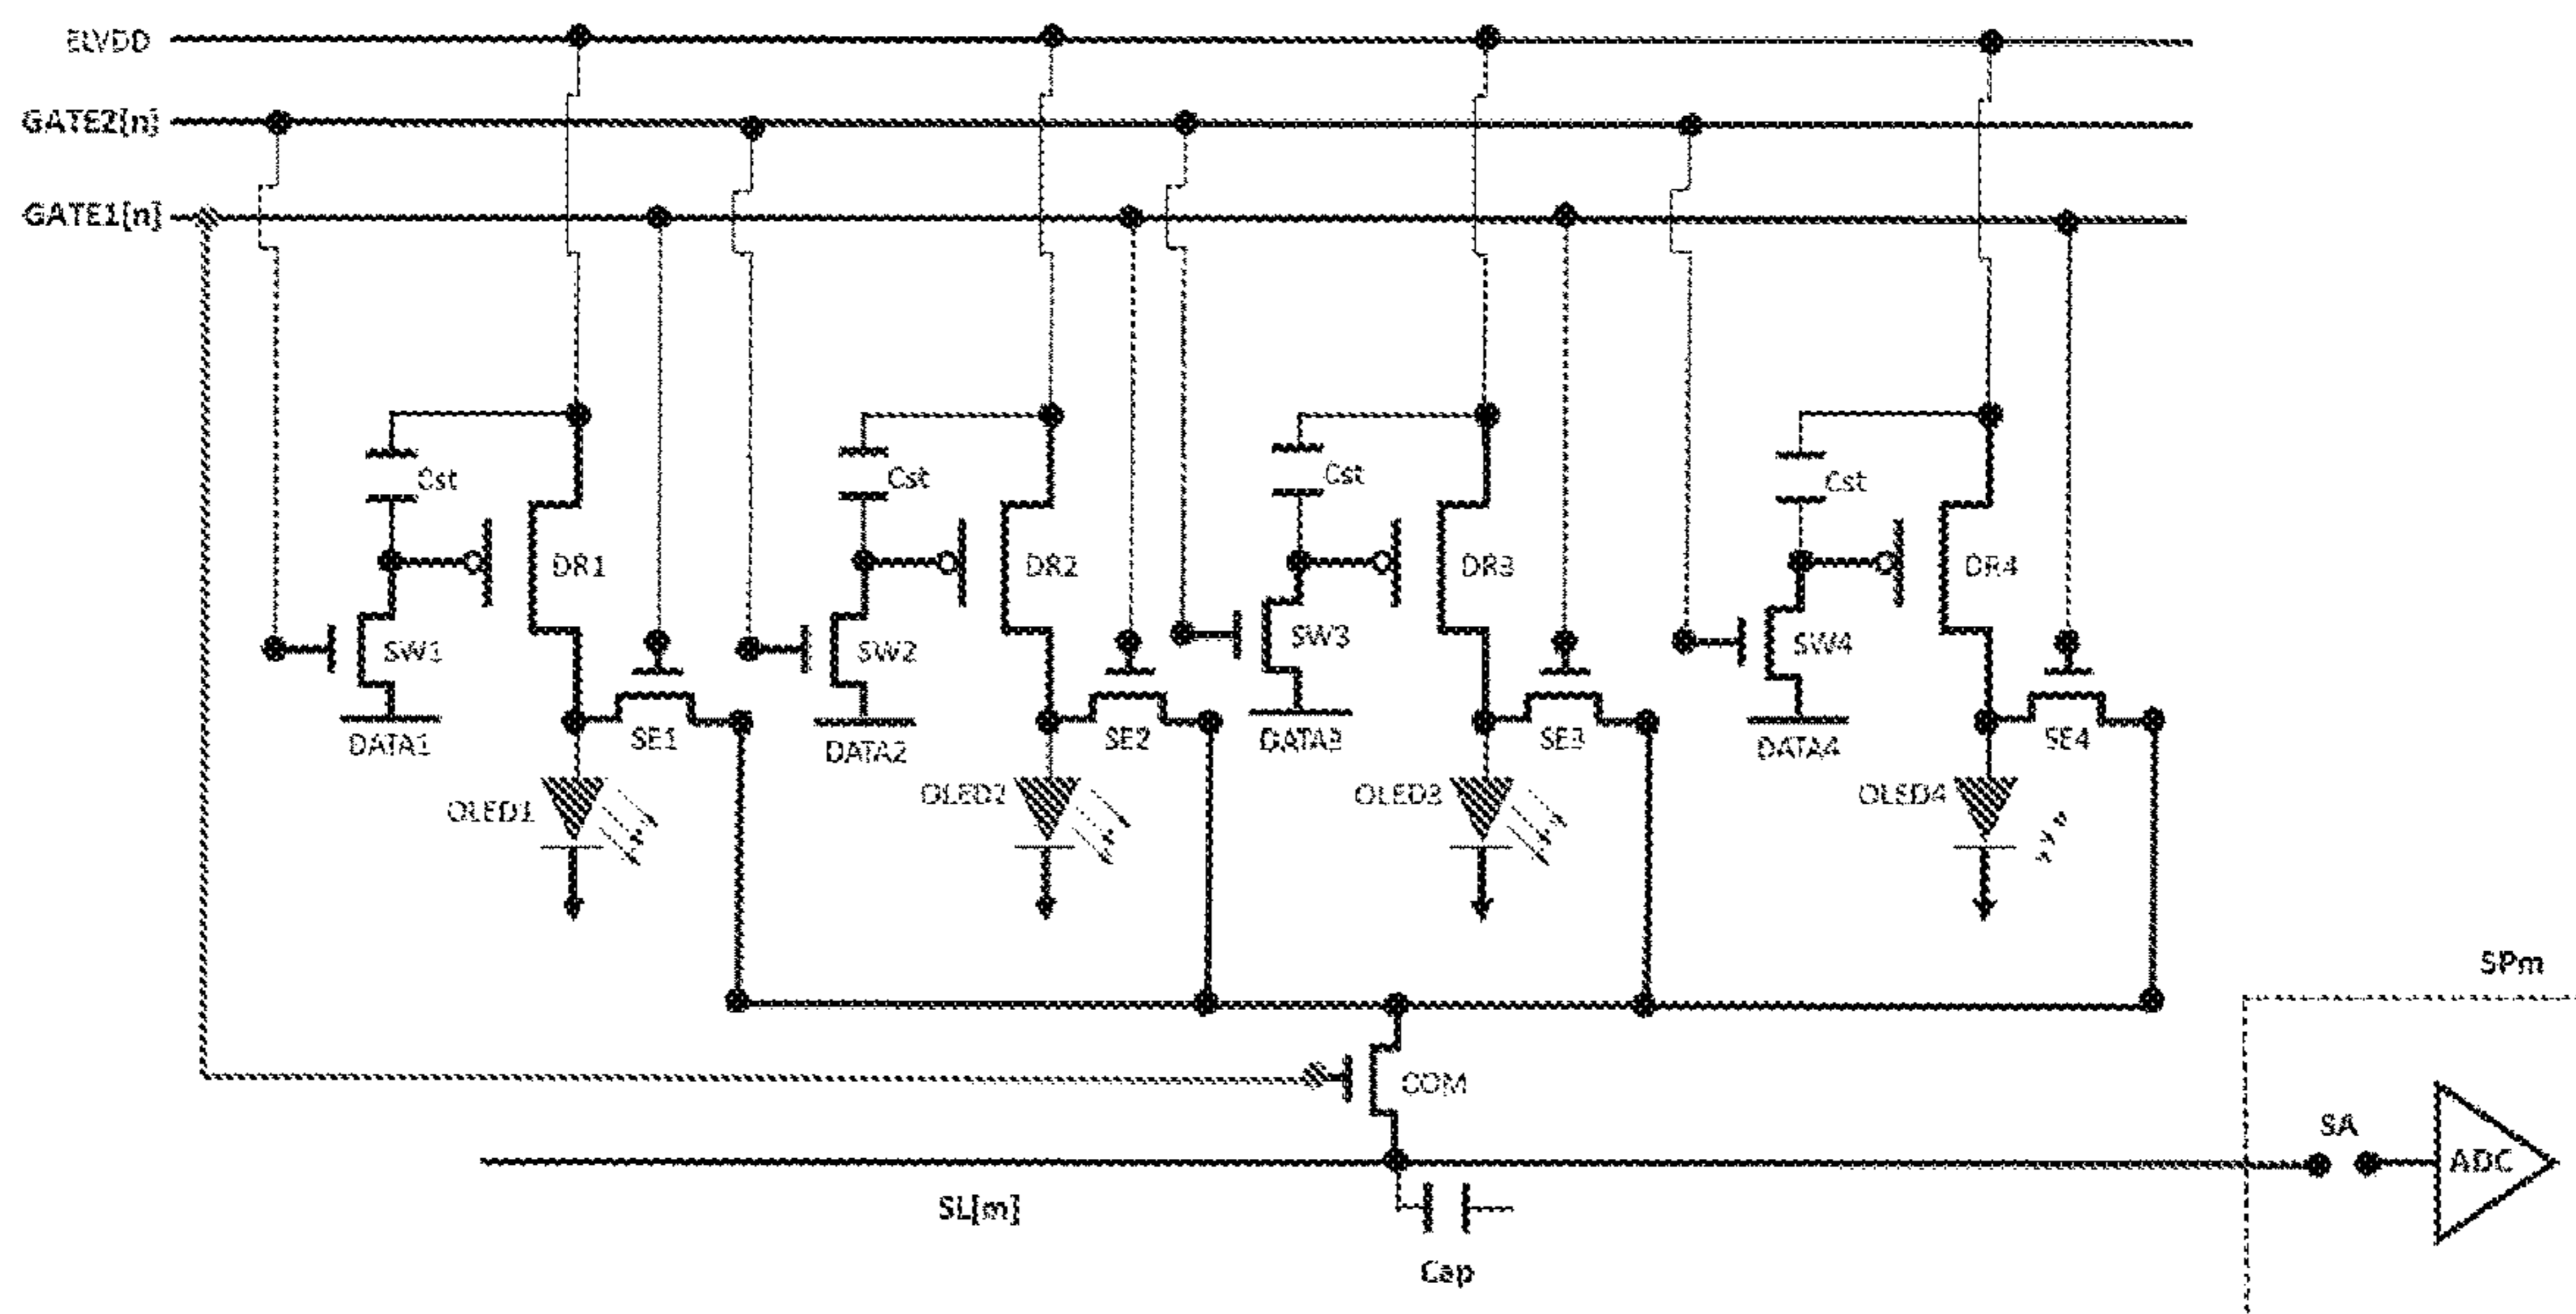 ELVDD
GATE2[n]
GATE1[n]
Cst Cst Cst Cst
DR1 DR2 DR3 DR4
SW1 SW2 SW3 SW4
SE1 SE2 SE3 SE4
DATA1 DATA2 DATA3 DATA4
OLED1 OLED2 OLED3 OLED4
SPm
COM
SA
ADC
SL[m]
Cap